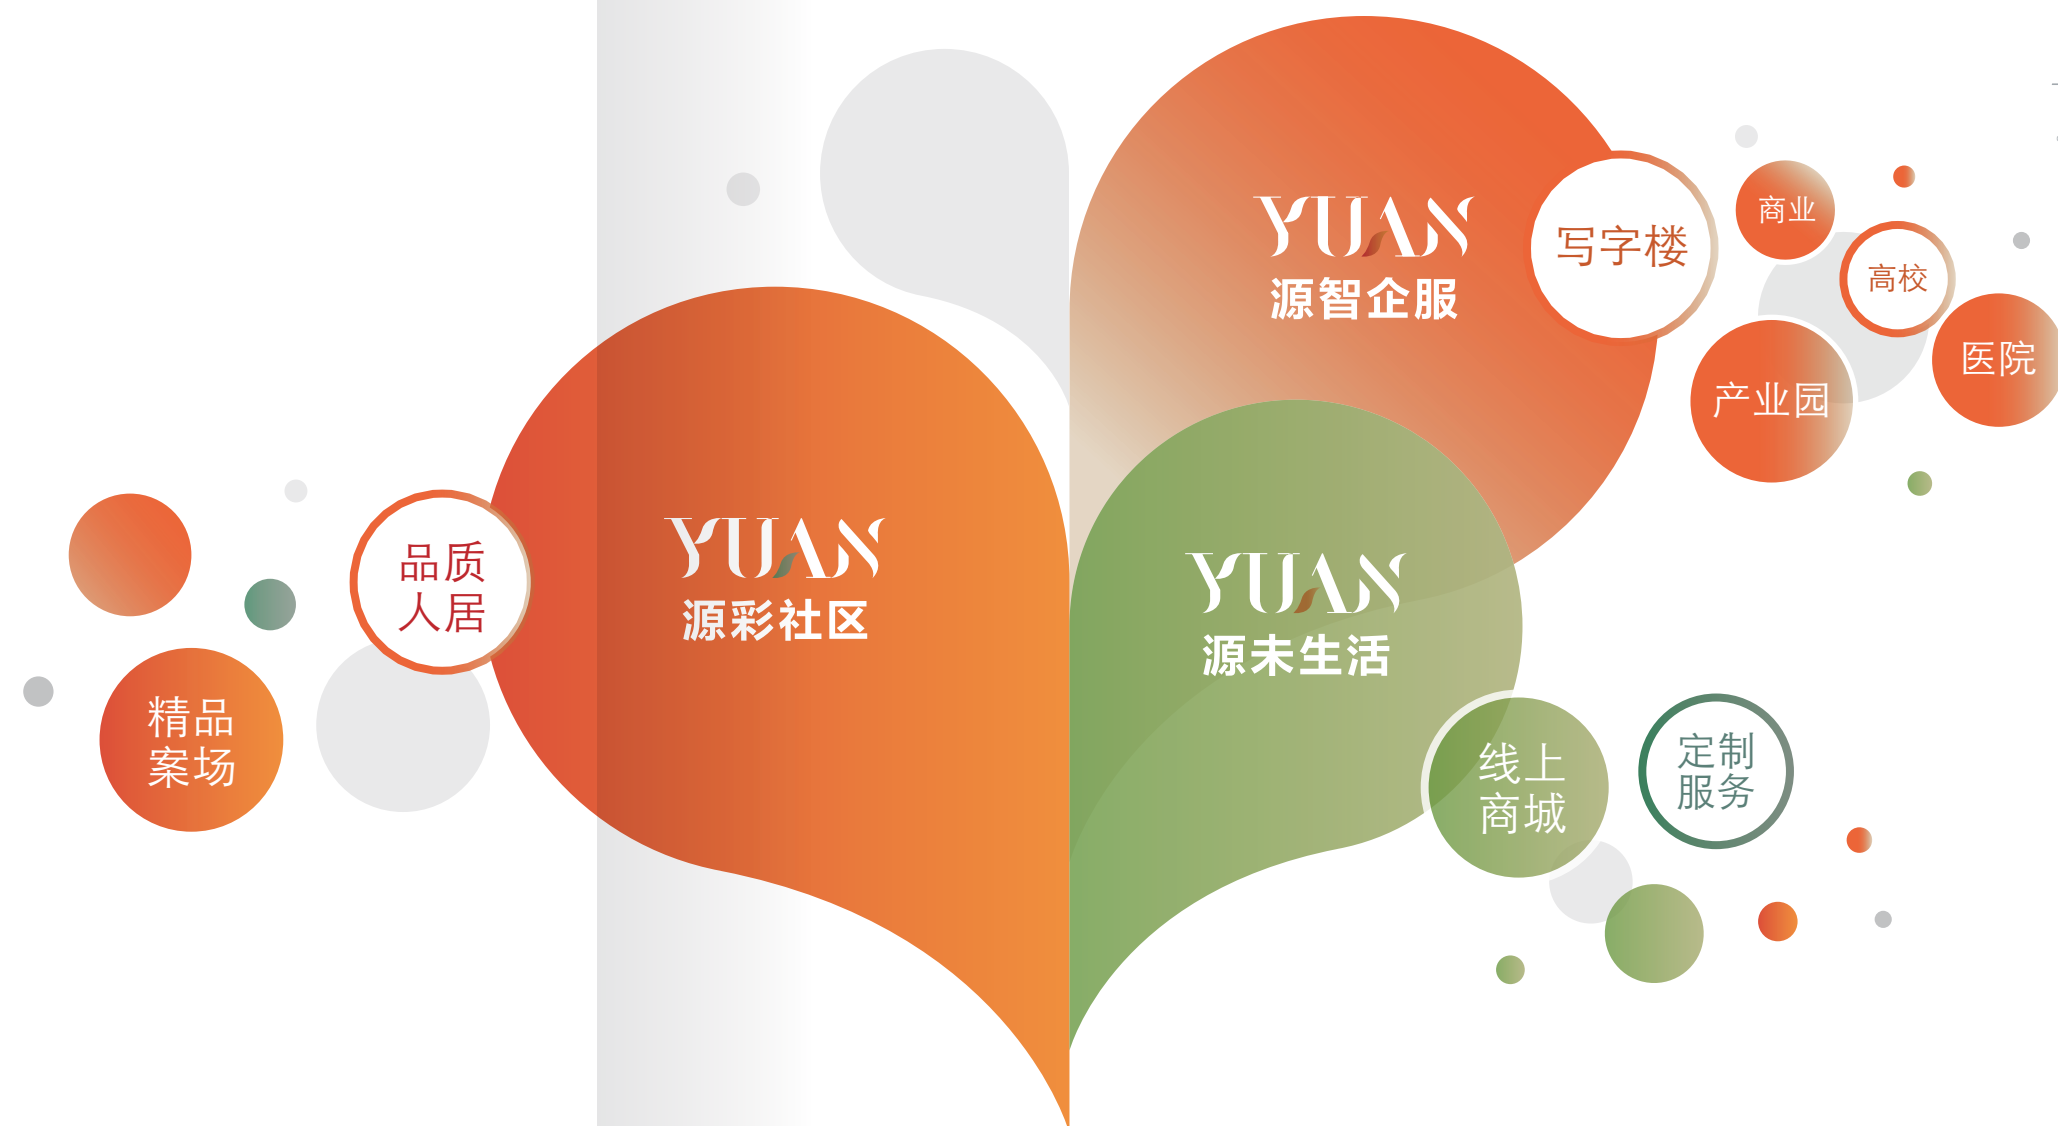 YUAN
源智企服
写字楼
商业
高校
医院
产业园
YUAN
源彩社区
品质
人居
精品
案场
YUAN
源未生活
线上
商城
定制
服务